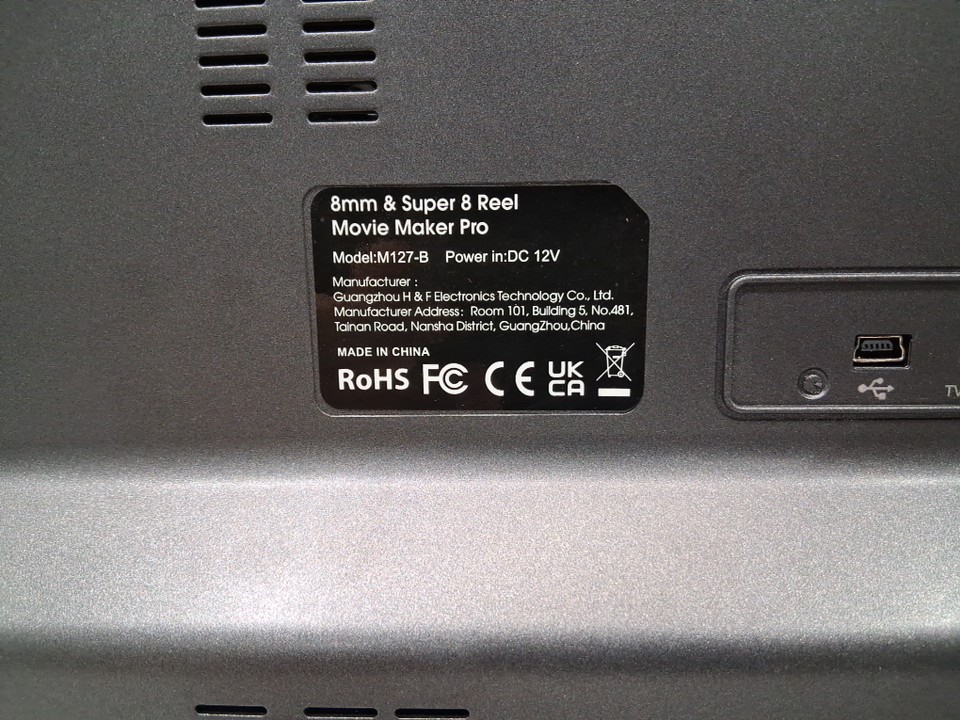 8mm & Super 8 Reel
Movie Maker Pro
Model:M127-B Power in:DC 12V
Manufacturer :
Guangzhou H & F Electronics Technology Co., Ltd.
Manufacturer Address: Room 101, Building 5, No.481,
Tainan Road, Nansha District, GuangZhou,China
MADE IN CHINA
RoHS FC CE UK
CA
TV